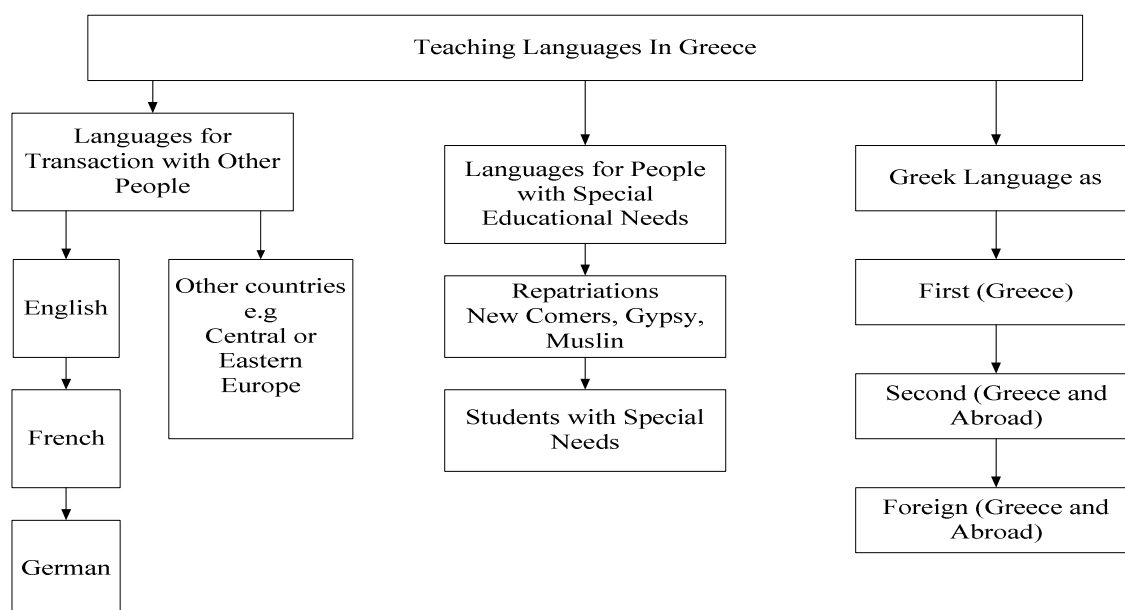 Teaching Languages In Greece
Languages for
Transaction with Other
People
English
French
German
Other countries
e.g
Central or
Eastern
Europe
Languages for People
with Special
Educational Needs
Repatriations
New Comers, Gypsy,
Muslin
Students with Special
Needs
Greek Language as
First (Greece)
Second (Greece and
Abroad)
Foreign (Greece and
Abroad)